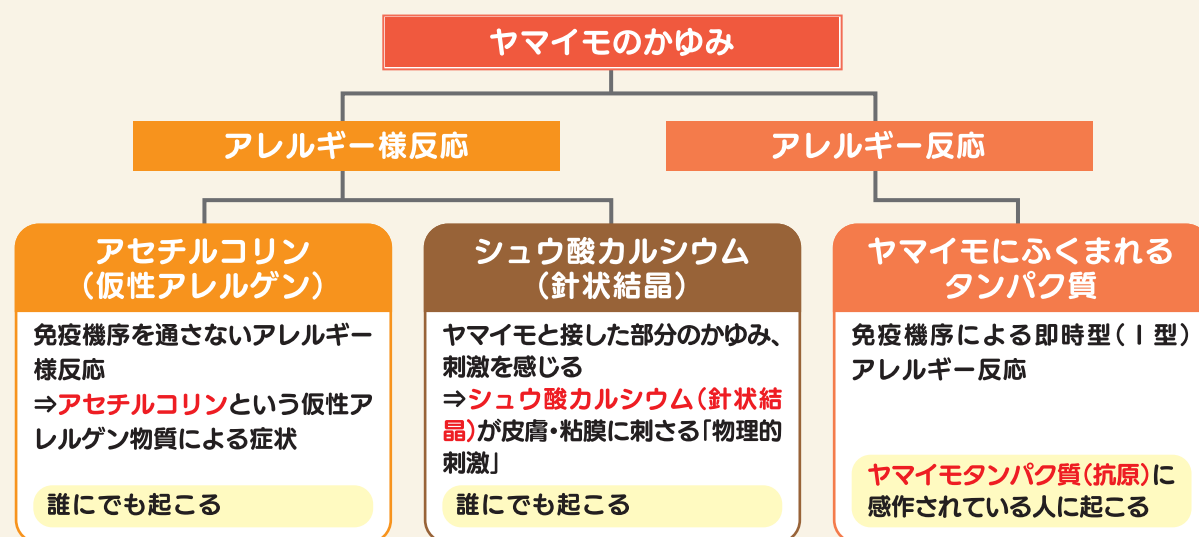 ヤマイモのかゆみ
アレルギー様反応
アレルギー反応
アセチルコリン
（仮性アレルゲン）
免疫機序を通さないアレルギー
様反応
⇒アセチルコリンという仮性ア
レルゲン物質による症状
誰にでも起こる
シュウ酸カルシウム
（針状結晶）
ヤマイモと接した部分のかゆみ、
刺激を感じる
⇒シュウ酸カルシウム（針状結
晶）が皮膚・粘膜に刺さる「物理的
刺激」
誰にでも起こる
ヤマイモにふくまれる
タンパク質
免疫機序による即時型（Ⅰ型）
アレルギー反応
ヤマイモタンパク質（抗原）に
感作されている人に起こる